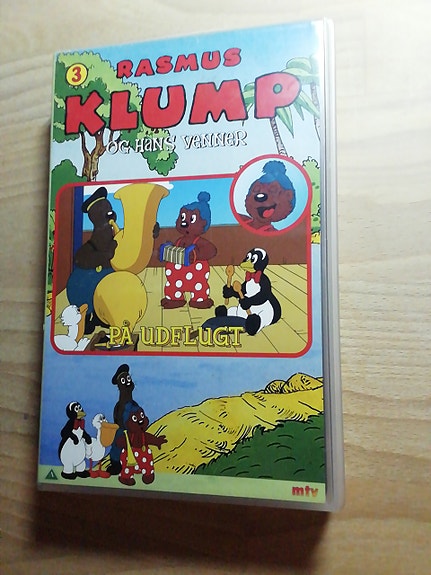 3
RASMUS
KLUMP
OG HANS VENNER
PÅ UDFLUGT
mtv